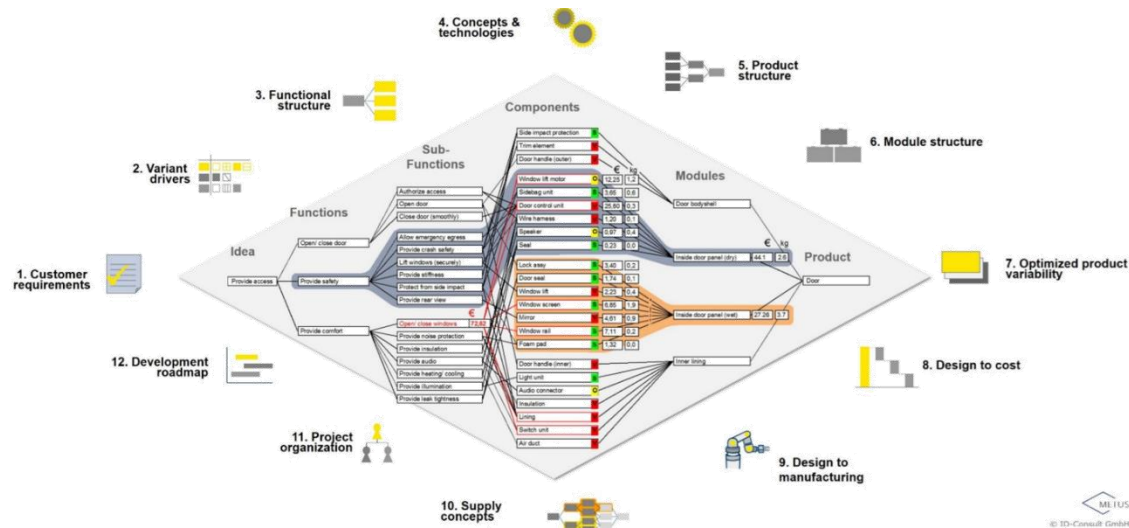 4. Concepts &
technologies
5. Product
structure
3. Functional
structure
Components
6. Module structure
2. Variant
drivers
Sub-
Functions
Modules
Functions
Idea
Product
1. Customer
requirements
7. Optimized product
variability
12. Development
roadmap
8. Design to cost
11. Project
organization
9. Design to
manufacturing
10. Supply
concepts
Provide access
Open/ close door
Provide safety
Provide comfort
Authorize access
Open door
Close door (smoothly)
Allow emergency egress
Provide crash safety
Lift windows (securely)
Provide stiffness
Protect from side impact
Provide rear view
€
Open/ close windows 72,62
Provide noise protection
Provide insulation
Provide audio
Provide heating/ cooling
Provide illumination
Provide leak tightness
Side impact protection S
Trim element
Door handle (outer)
€ kg
Window lift motor O 12,25 1,2
Sidebag unit S 3,66 0,6
Door control unit 25,60 0,3
Wire harness 1,20 0,1
Speaker O 0,97 0,4
Seal S 0,23 0,0
Lock assy S 3,40 0,2
Door seal S 1,74 0,1
Window lift 2,23 0,4
Window screen S 6,85 1,9
Mirror 4,61 0,9
Window rail S 7,11 0,2
Foam pad S 1,32 0,0
Door handle (inner)
Light unit S
Audio connector O
Insulation
Lining
Switch unit
Air duct
Door bodyshell
€ kg
Inside door panel (dry) 44.1 2.6
Inside door panel (wet) 27.26 3.7
Inner lining
Door
METUS
© ID-Consult GmbH